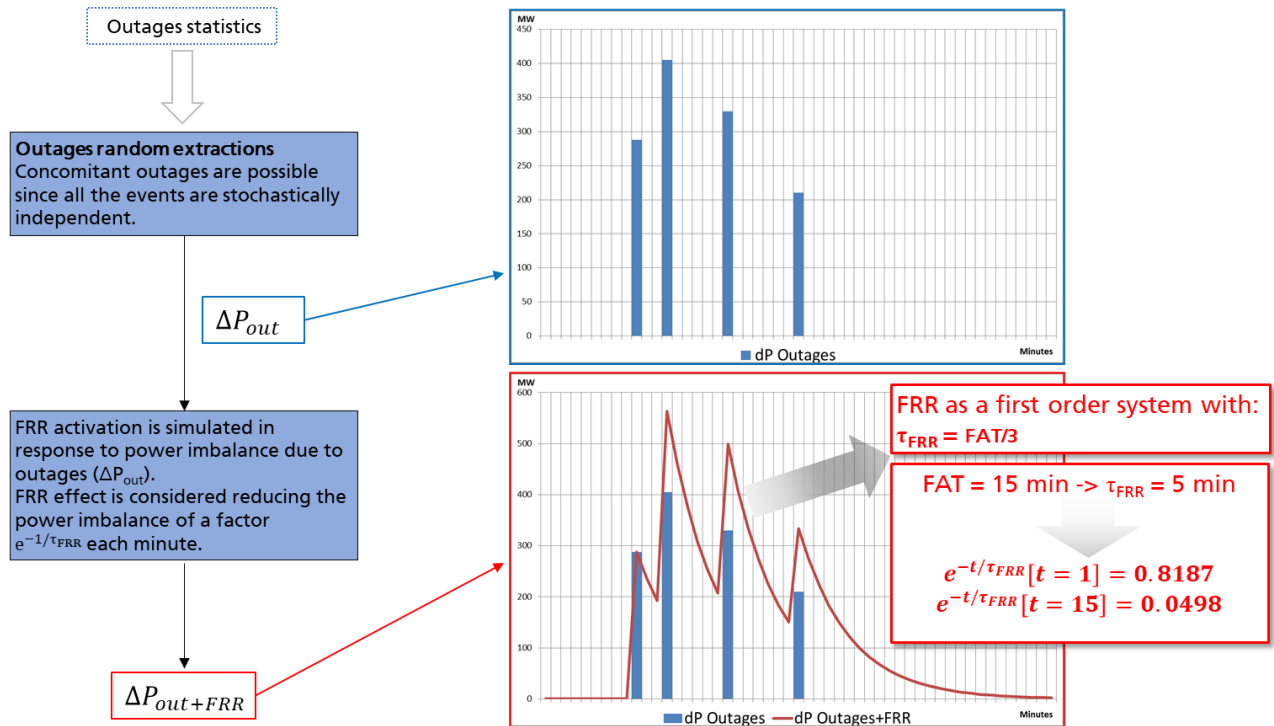 Outages statistics
Outages random extractions
Concomitant outages are possible
since all the events are stochastically
independent.
ΔP_out
FRR activation is simulated in
response to power imbalance due to
outages (ΔP_out).
FRR effect is considered reducing the
power imbalance of a factor
e^{-1/τ_FRR} each minute.
ΔP_{out+FRR}
MW
450
400
350
300
250
200
150
100
50
0
Minutes
dP Outages
MW
600
500
400
300
200
100
0
dP Outages dP Outages+FRR
FRR as a first order system with:
τ_FRR = FAT/3
FAT = 15 min -> τ_FRR = 5 min
e^{-t/τ_FRR}[t = 1] = 0.8187
e^{-t/τ_FRR}[t = 15] = 0.0498